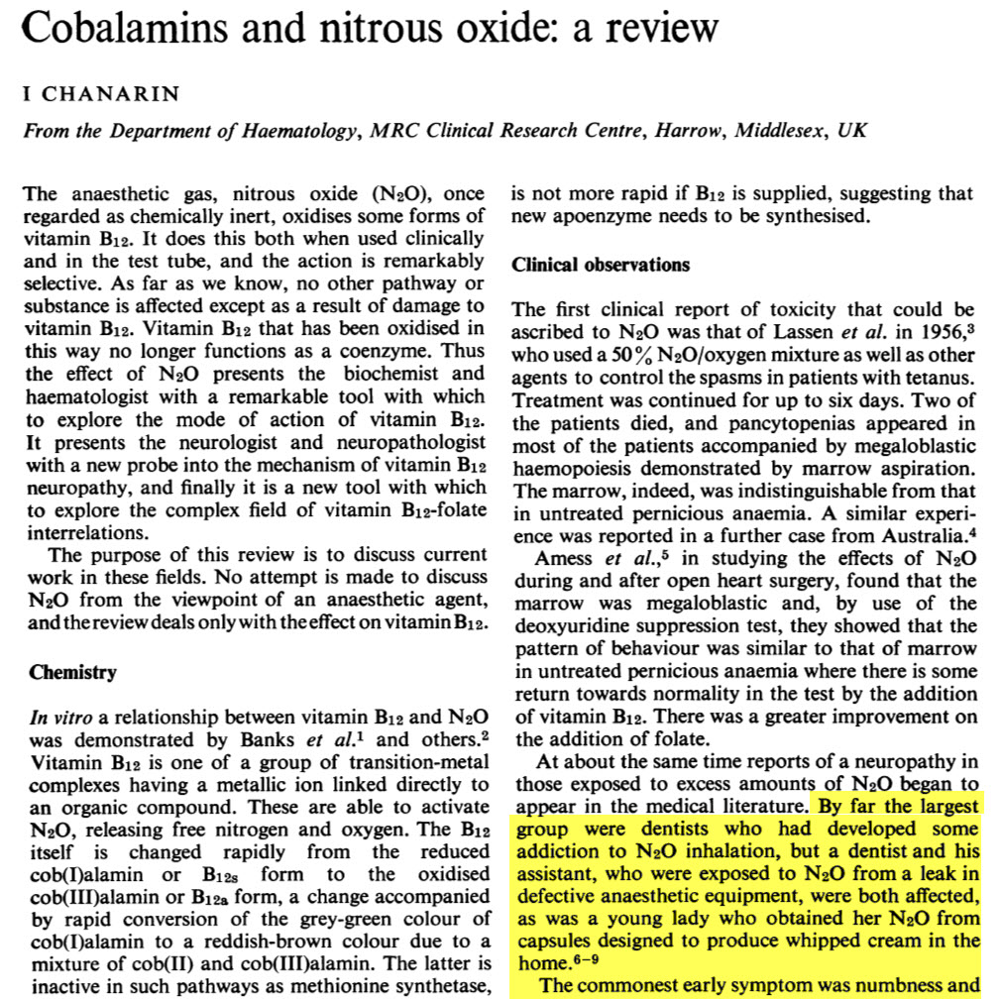 Cobalamins and nitrous oxide: a review
I CHANARIN
From the Department of Haematology, MRC Clinical Research Centre, Harrow, Middlesex, UK
The anaesthetic gas, nitrous oxide (N2O), once
regarded as chemically inert, oxidises some forms of
vitamin B12. It does this both when used clinically
and in the test tube, and the action is remarkably
selective. As far as we know, no other pathway or
substance is affected except as a result of damage to
vitamin B12. Vitamin B12 that has been oxidised in
this way no longer functions as a coenzyme. Thus
the effect of N2O presents the biochemist and
haematologist with a remarkable tool with which
to explore the mode of action of vitamin B12.
It presents the neurologist and neuropathologist
with a new probe into the mechanism of vitamin B12
neuropathy, and finally it is a new tool with which
to explore the complex field of vitamin B12-folate
interrelations.
The purpose of this review is to discuss current
work in these fields. No attempt is made to discuss
N2O from the viewpoint of an anaesthetic agent,
and the review deals only with the effect on vitamin B12.
Chemistry
In vitro a relationship between vitamin B12 and N2O
was demonstrated by Banks et al.1 and others.2
Vitamin B12 is one of a group of transition-metal
complexes having a metallic ion linked directly to
an organic compound. These are able to activate
N2O, releasing free nitrogen and oxygen. The B12
itself is changed rapidly from the reduced
cob(I)alamin or B12s form to the oxidised
cob(III)alamin or B12a form, a change accompanied
by rapid conversion of the grey-green colour of
cob(I)alamin to a reddish-brown colour due to a
mixture of cob(II) and cob(III)alamin. The latter is
inactive in such pathways as methionine synthetase,
is not more rapid if B12 is supplied, suggesting that
new apoenzyme needs to be synthesised.
Clinical observations
The first clinical report of toxicity that could be
ascribed to N2O was that of Lassen et al. in 1956,3
who used a 50% N2O/oxygen mixture as well as other
agents to control the spasms in patients with tetanus.
Treatment was continued for up to six days. Two of
the patients died, and pancytopenias appeared in
most of the patients accompanied by megaloblastic
haemopoiesis demonstrated by marrow aspiration.
The marrow, indeed, was indistinguishable from that
in untreated pernicious anaemia. A similar experi-
ence was reported in a further case from Australia.4
Amess et al.,5 in studying the effects of N2O
during and after open heart surgery, found that the
marrow was megaloblastic and, by use of the
deoxyuridine suppression test, they showed that the
pattern of behaviour was similar to that of marrow
in untreated pernicious anaemia where there is some
return towards normality in the test by the addition
of vitamin B12. There was a greater improvement on
the addition of folate.
At about the same time reports of a neuropathy in
those exposed to excess amounts of N2O began to
appear in the medical literature. By far the largest
group were dentists who had developed some
addiction to N2O inhalation, but a dentist and his
assistant, who were exposed to N2O from a leak in
defective anaesthetic equipment, were both affected,
as was a young lady who obtained her N2O from
capsules designed to produce whipped cream in the
home.6-9
The commonest early symptom was numbness and